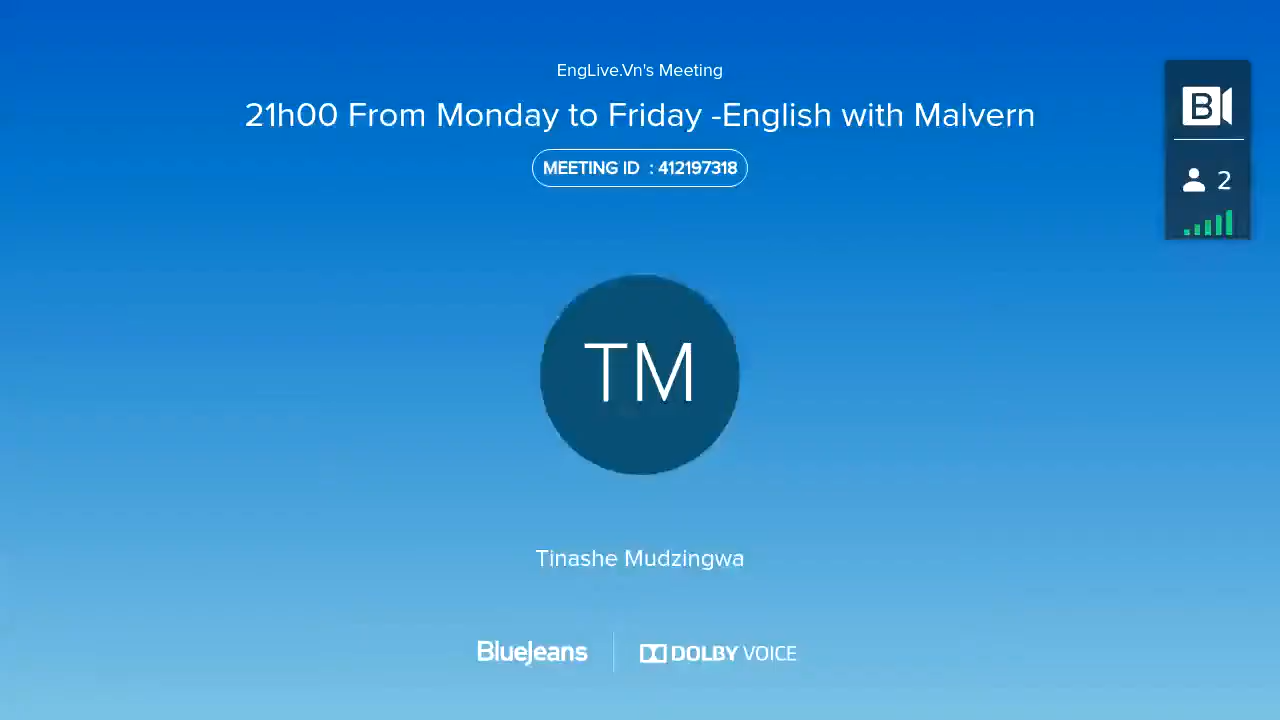 EngLive.Vn's Meeting
21h00 From Monday to Friday -English with Malvern
MEETING ID : 412197318
B
2
TM
Tinashe Mudzingwa
BlueJeans
DOLBY VOICE